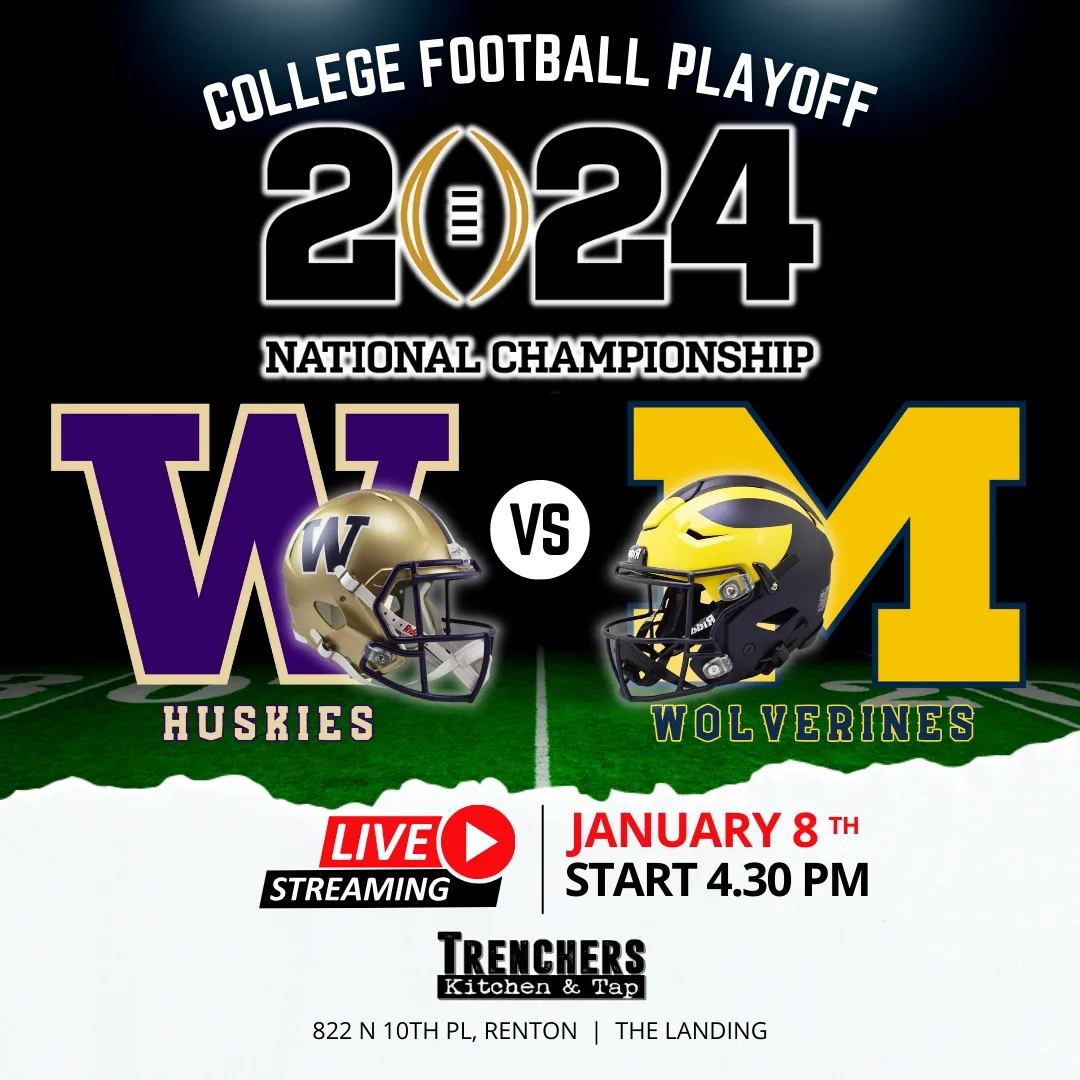 COLLEGE FOOTBALL PLAYOFF
2024
NATIONAL CHAMPIONSHIP
W
W
VS
M
HUSKIES
WOLVERINES
LIVE
STREAMING
JANUARY 8 TH
START 4.30 PM
TRENCHERS
Kitchen & Tap
822 N 10TH PL, RENTON | THE LANDING